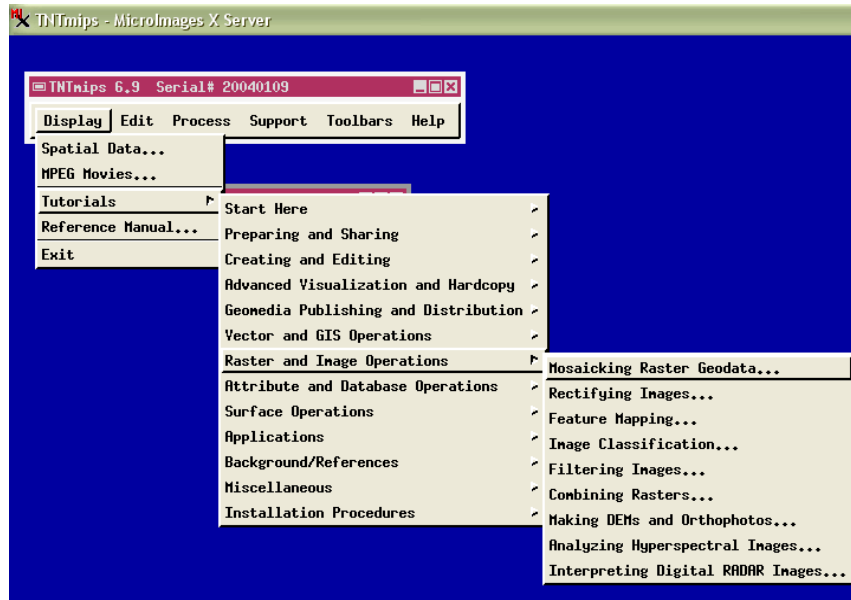 TNTmips - MicroImages X Server
TNTmips 6.9 Serial# 20040109
Display Edit Process Support Toolbars Help
Spatial Data...
MPEG Movies...
Tutorials
Reference Manual...
Exit
Start Here
Preparing and Sharing
Creating and Editing
Advanced Visualization and Hardcopy
Geomedia Publishing and Distribution
Vector and GIS Operations
Raster and Image Operations
Attribute and Database Operations
Surface Operations
Applications
Background/References
Miscellaneous
Installation Procedures
Mosaicking Raster Geodata...
Rectifying Images...
Feature Mapping...
Image Classification...
Filtering Images...
Combining Rasters...
Making DEMs and Orthophotos...
Analyzing Hyperspectral Images...
Interpreting Digital RADAR Images...